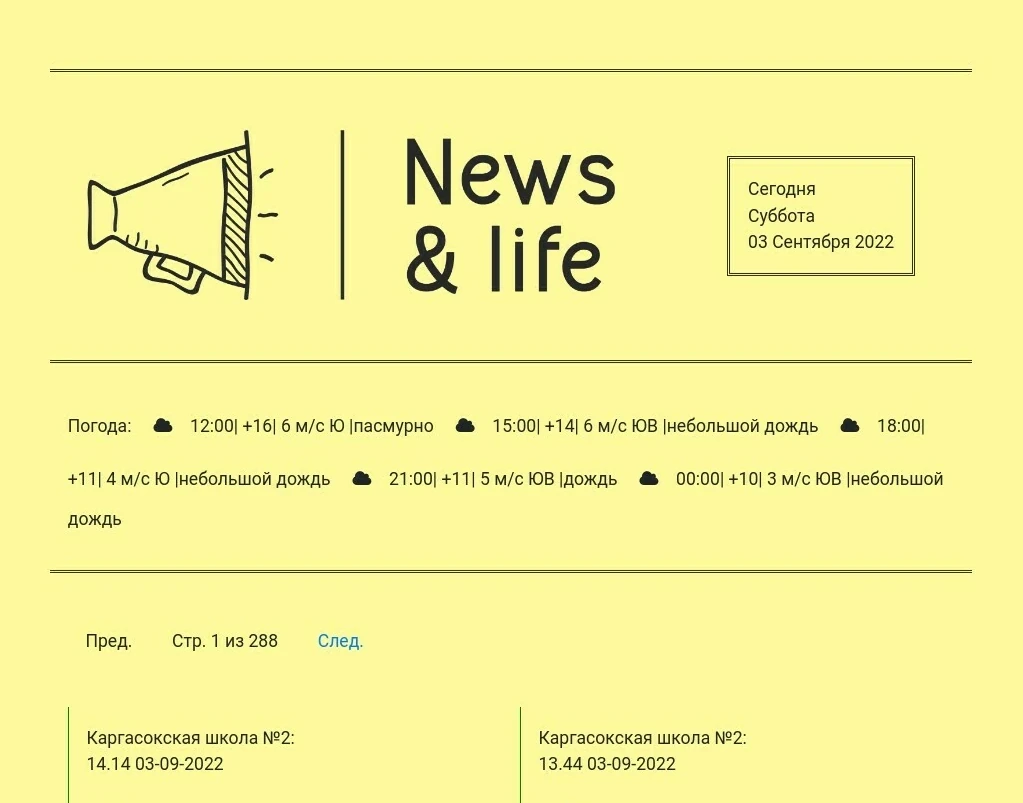 News
& life
Сегодня
Суббота
03 Сентября 2022
Погода: 12:00| +16| 6 м/с Ю |пасмурно 15:00| +14| 6 м/с ЮВ |небольшой дождь 18:00|
+11| 4 м/с Ю |небольшой дождь 21:00| +11| 5 м/с ЮВ |дождь 00:00| +10| 3 м/с ЮВ |небольшой
дождь
Пред. Стр. 1 из 288 След.
Каргасокская школа №2:
14.14 03-09-2022
Каргасокская школа №2:
13.44 03-09-2022